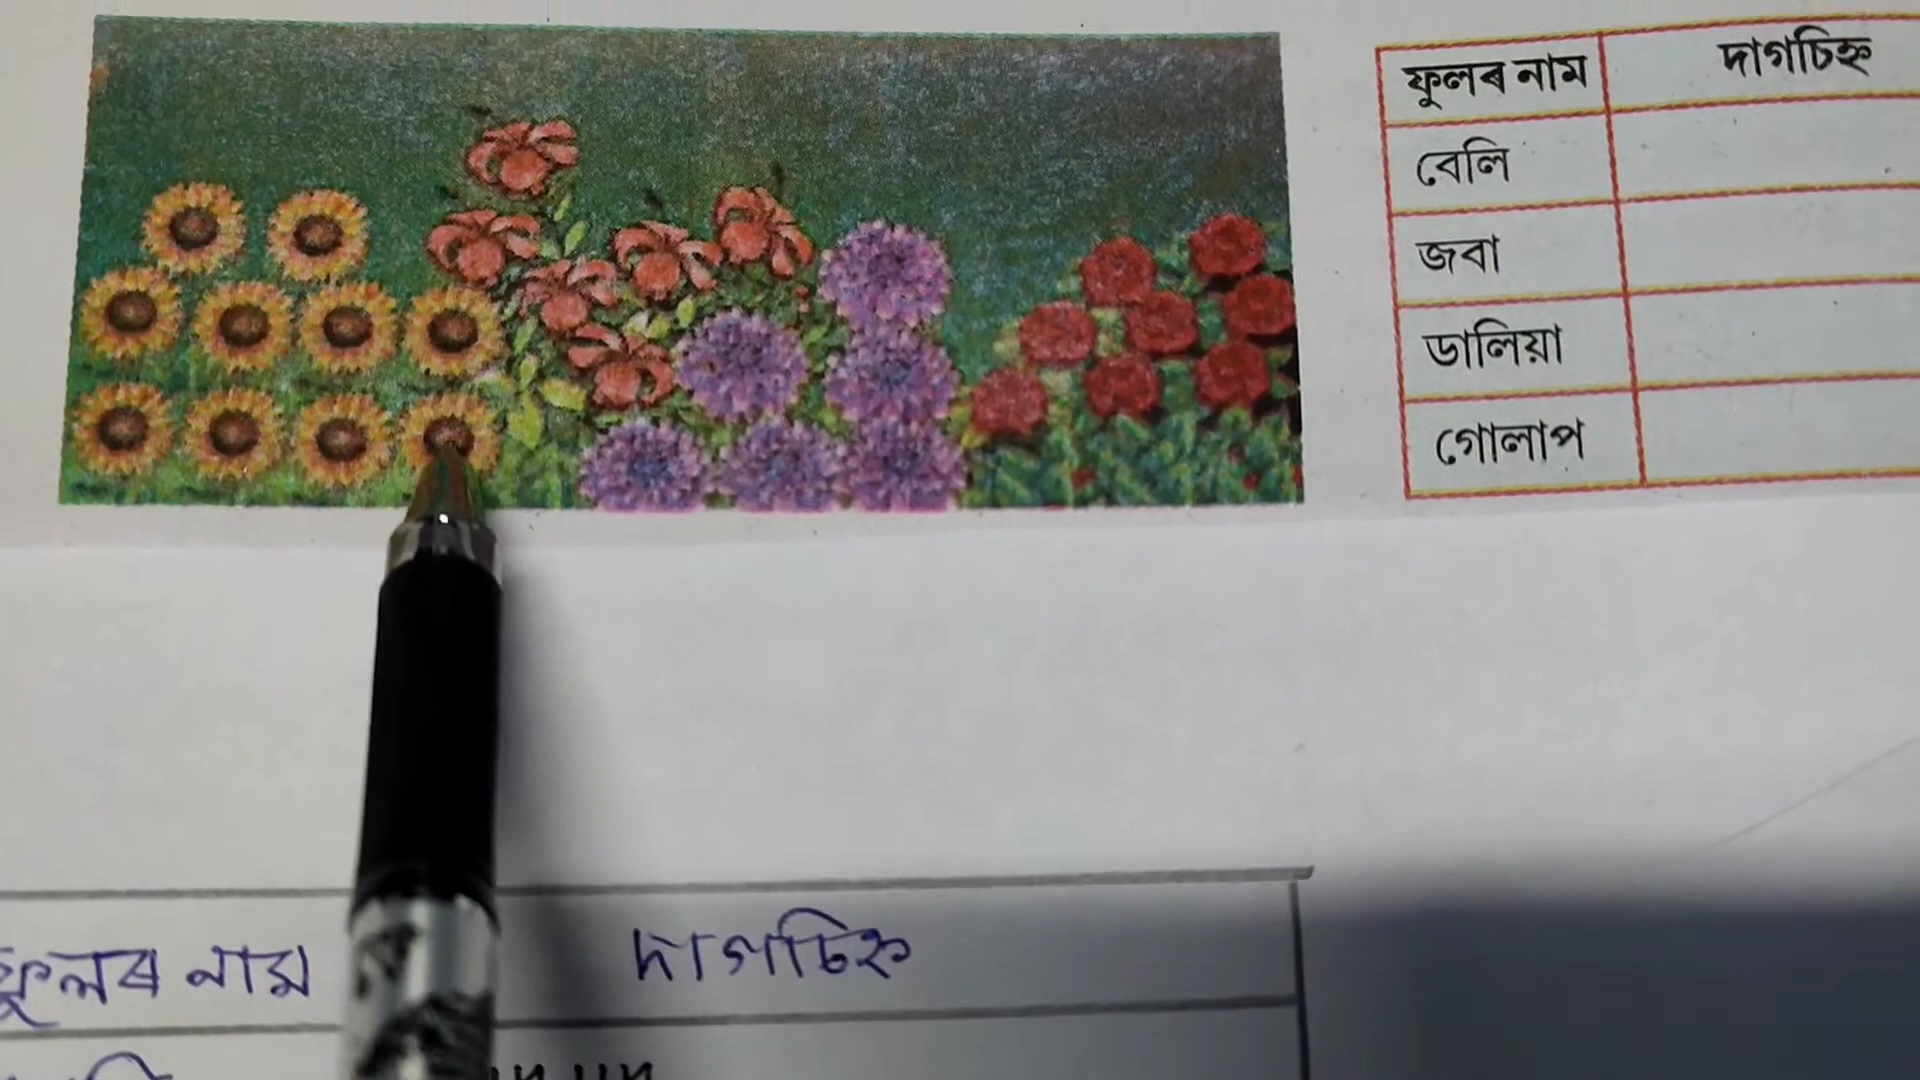 ফুলৰ নাম দাগচিহ্ন
বেলি
জবা
ডালিয়া
গোলাপ
ফুলৰ নাম দাগচিহ্ন